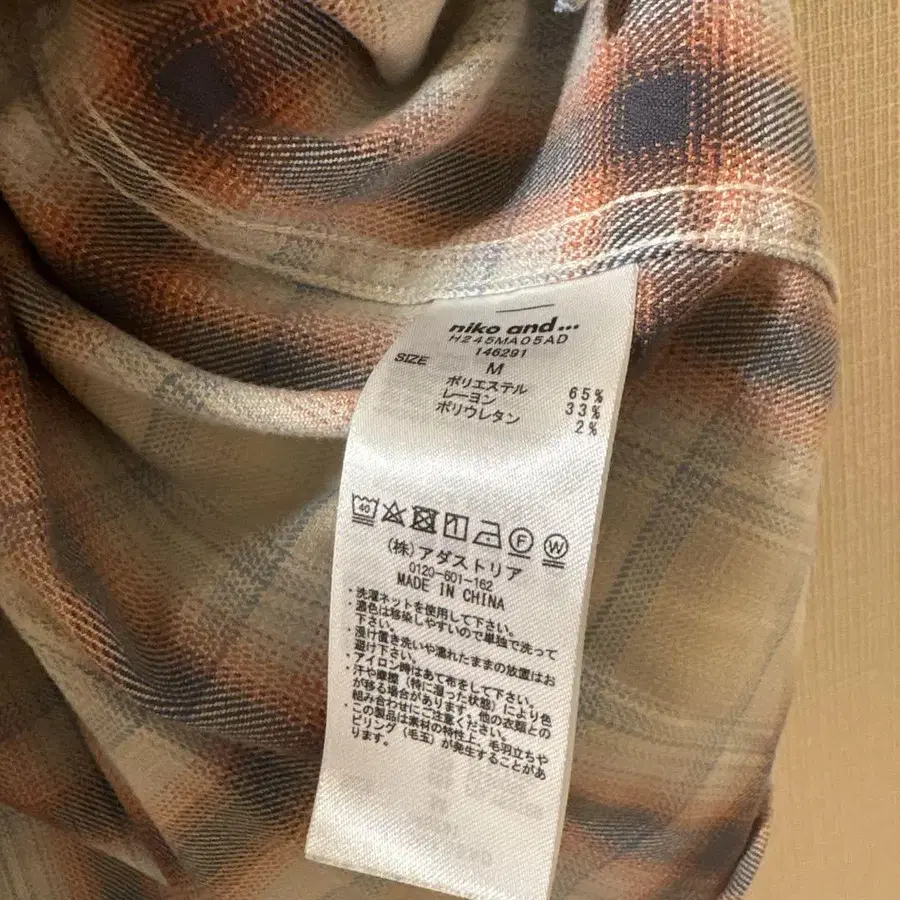 niko and...
H245MA05AD
146291
SIZE M
ポリエステル 65%
レーヨン 33%
ポリウレタン 2%
40
F W
(株)アダストリア
0120-601-162
MADE IN CHINA
・洗濯ネットを使用して下さい。
・濃色は移染しやすいので単独で洗って
下さい。
・浸け置き洗いや濡れたままの放置はお
避け下さい。
・アイロン時はあて布をして下さい。
・汗や摩擦(特に湿った状態)により色
が移る場合があります。他の衣類との
組み合わせにご注意ください。
・この製品は素材の特性上、毛羽立ちや
ピリング(毛玉)が発生することがあ
ります。